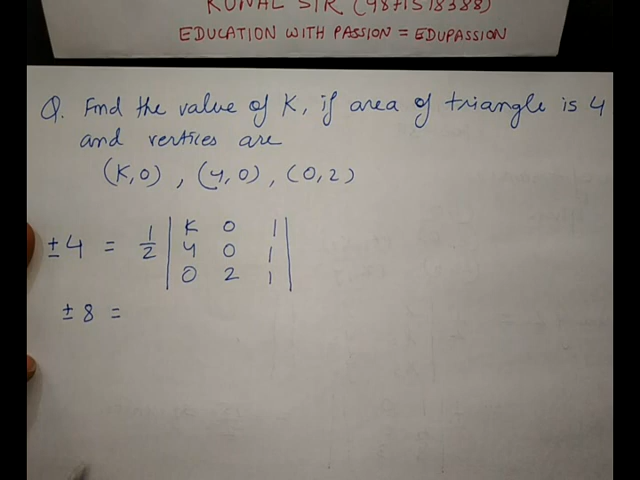 KUNAL SIR (9871518388)
EDUCATION WITH PASSION = EDUPASSION
Q. Find the value of K, if area of triangle is 4
and vertices are
(K,0) , (4,0) , (0,2)
±4 = 1/2 | K 0 1 |
| 4 0 1 |
| 0 2 1 |
±8 =